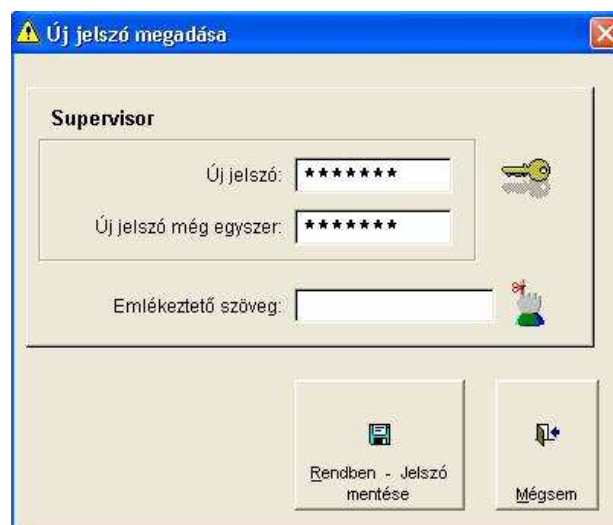 Új jelszó megadása
Supervisor
Új jelszó: *******
Új jelszó még egyszer: *******
Emlékeztető szöveg:
Rendben - Jelszó
mentése
Mégsem